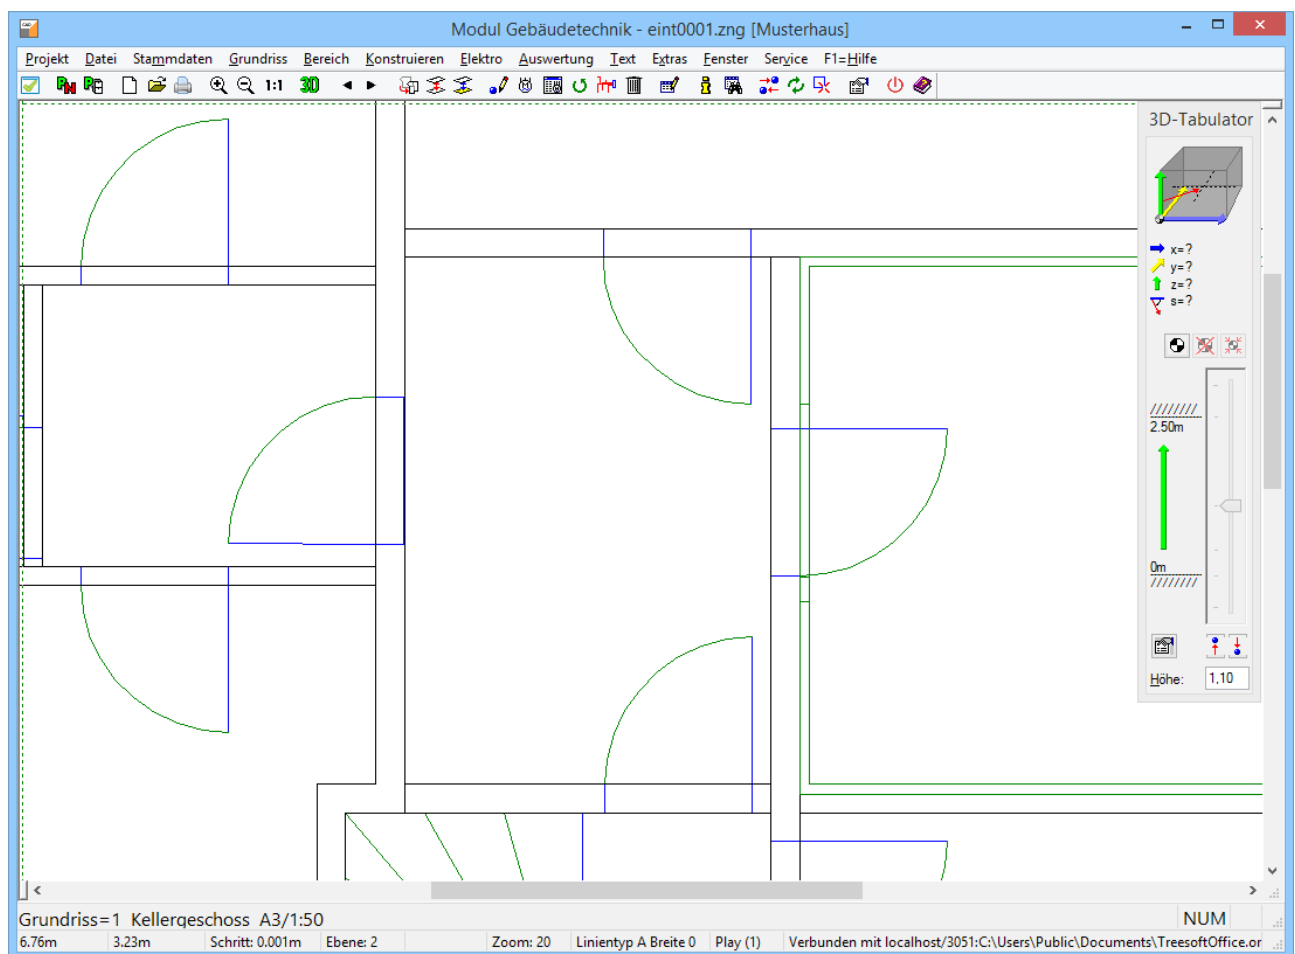 CAD
Modul Gebäudetechnik - eint0001.zng [Musterhaus]
Projekt Datei Stammdaten Grundriss Bereich Konstruieren Elektro Auswertung Text Extras Fenster Service F1=Hilfe
1:1 3D
3D-Tabulator
x=?
y=?
z=?
s=?
2.50m
0m
Höhe: 1,10
Grundriss=1 Kellergeschoss A3/1:50 NUM
6.76m 3.23m Schritt: 0.001m Ebene: 2 Zoom: 20 Linientyp A Breite 0 Play (1) Verbunden mit localhost/3051:C:\Users\Public\Documents\TreesoftOffice.or